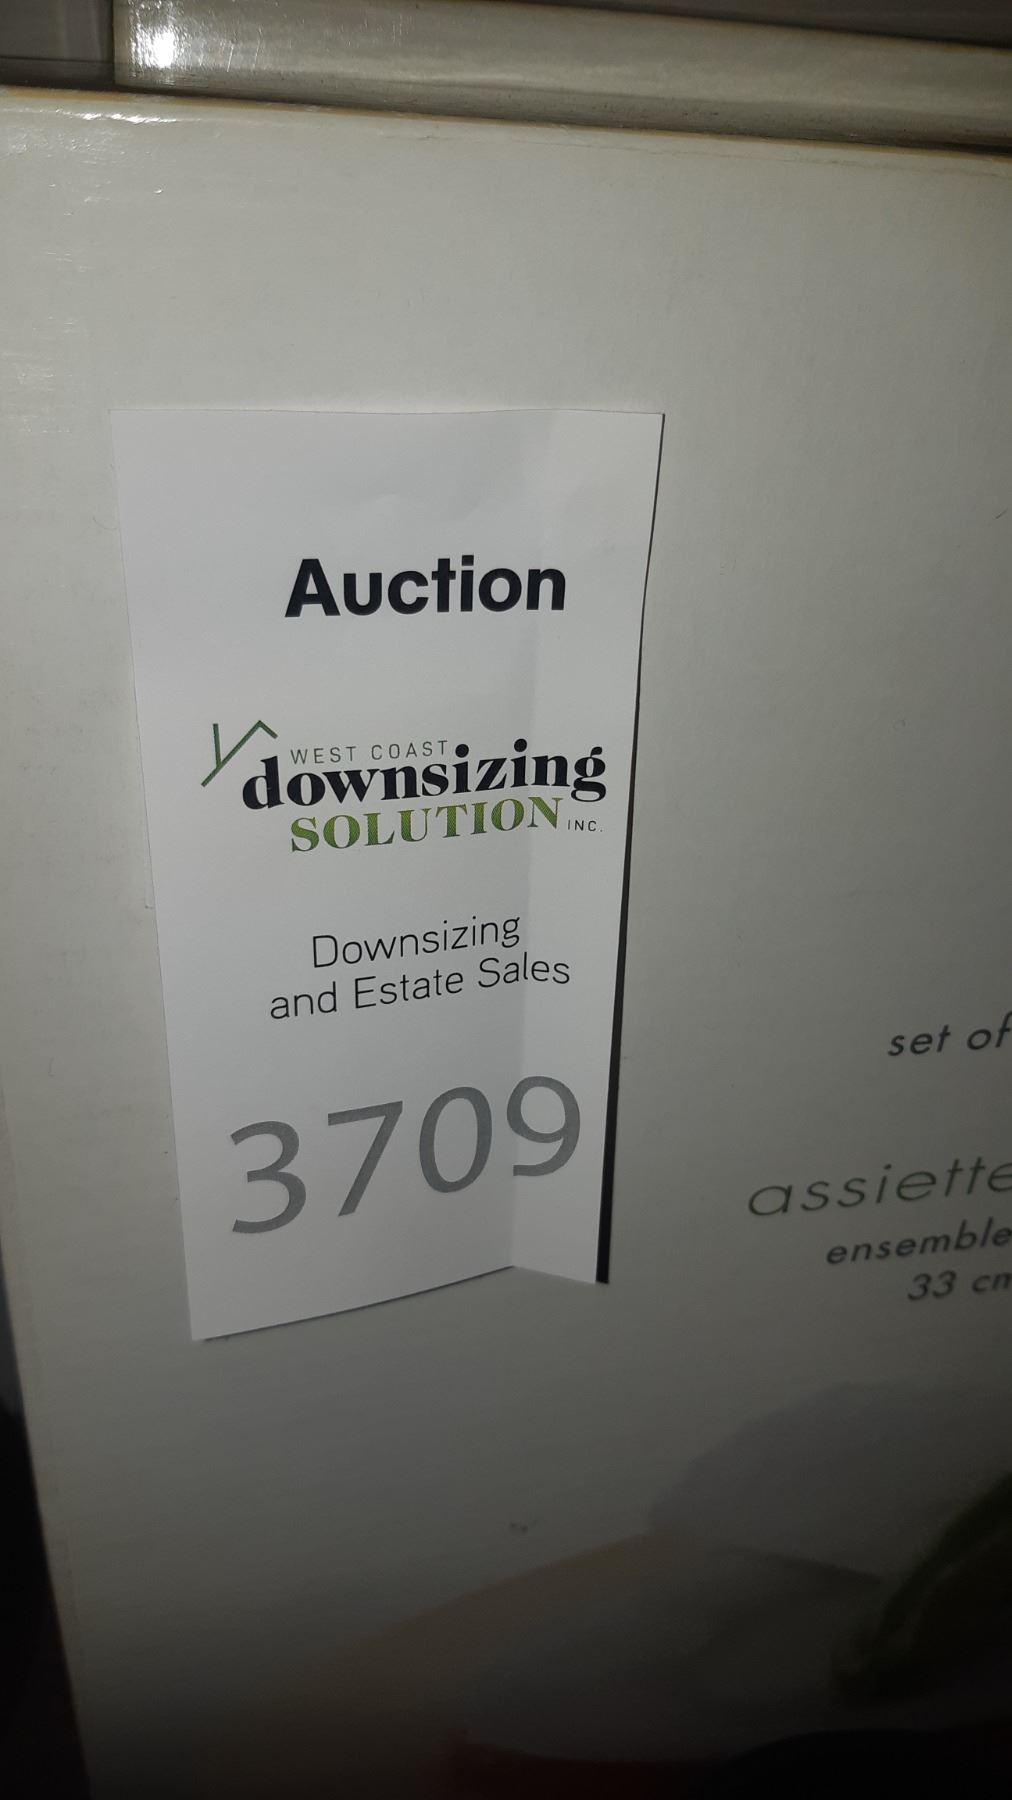 Auction
WEST COAST
downsizing
SOLUTION INC.
Downsizing
and Estate Sales
3709
set of
assiette
ensemble
33 cm